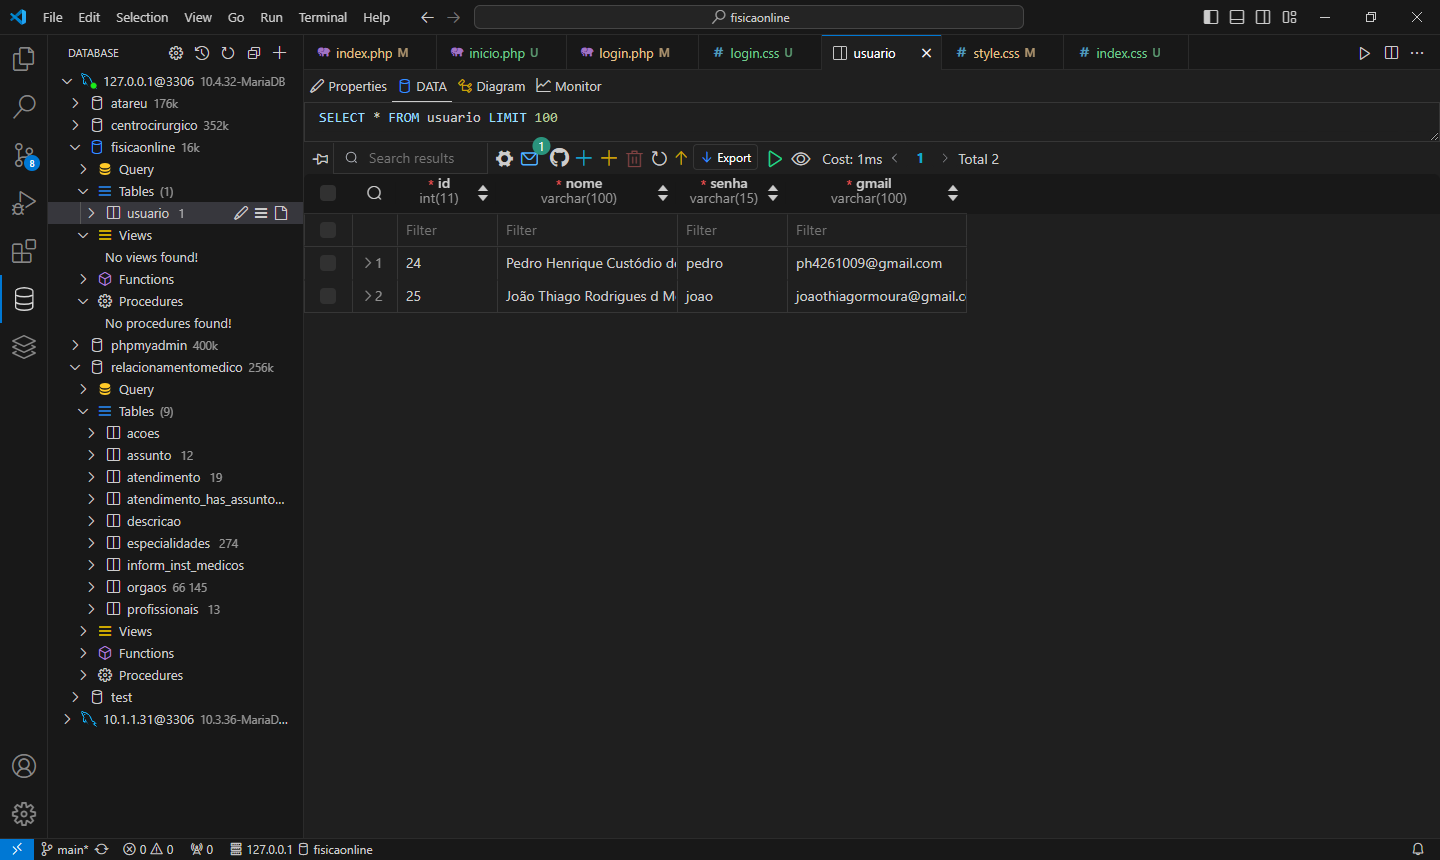 File Edit Selection View Go Run Terminal Help
fisicaonline
DATABASE
index.php M
inicio.php U
login.php M
# login.css U
usuario
# style.css M
# index.css U
127.0.0.1@3306 10.4.32-MariaDB
atareu 176k
centrocirurgico 352k
fisicaonline 16k
Query
Tables (1)
usuario 1
Views
No views found!
Functions
Procedures
No procedures found!
phpmyadmin 400k
relacionamentomedico 256k
Query
Tables (9)
acoes
assunto 12
atendimento 19
atendimento_has_assunto...
descricao
especialidades 274
inform_inst_medicos
orgaos 66 145
profissionais 13
Views
Functions
Procedures
test
10.1.1.31@3306 10.3.36-MariaD...
8
Properties DATA Diagram Monitor
SELECT * FROM usuario LIMIT 100
Search results 1 Export Cost: 1ms 1 Total 2
* id * nome * senha * gmail
int(11) varchar(100) varchar(15) varchar(100)
Filter Filter Filter Filter
1 24 Pedro Henrique Custódio d pedro ph4261009@gmail.com
2 25 João Thiago Rodrigues d M joao joaothiagormoura@gmail.c
main* 0 0 0 127.0.0.1 fisicaonline